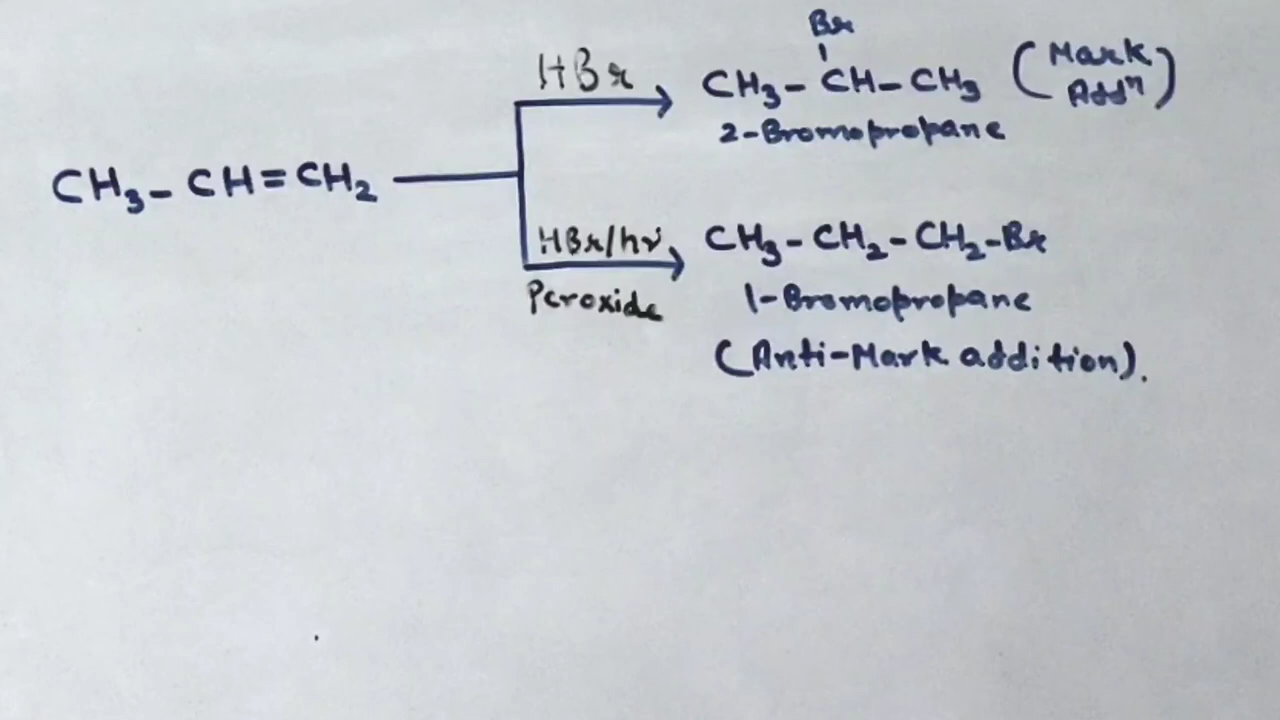 Br
HBr
CH₃-CH-CH₃ (Mark Addⁿ)
2-Bromopropane
CH₃-CH=CH₂
HBr/hν
CH₃-CH₂-CH₂-Br
Peroxide
1-Bromopropane
(Anti-Mark addition).